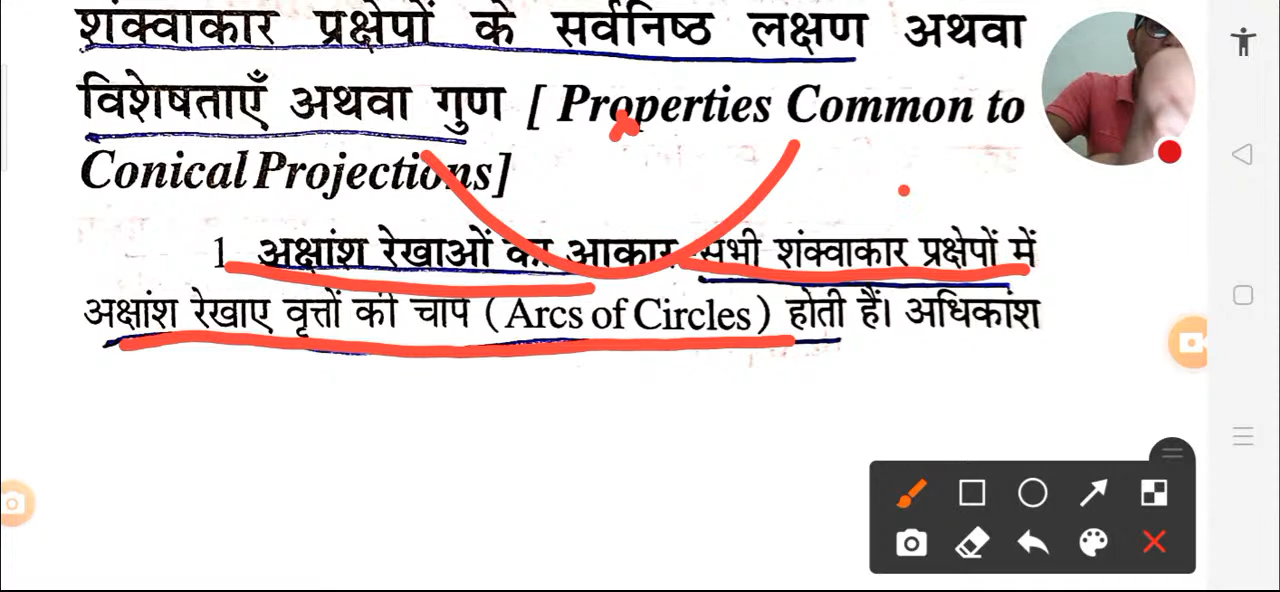 शंक्वाकार प्रक्षेपों के सर्वनिष्ठ लक्षण अथवा
विशेषताएँ अथवा गुण [ Properties Common to
Conical Projections]
1 अक्षांश रेखाओं का आकार सभी शंक्वाकार प्रक्षेपों में
अक्षांश रेखाए वृत्तों की चाप (Arcs of Circles) होती हैं। अधिकांश